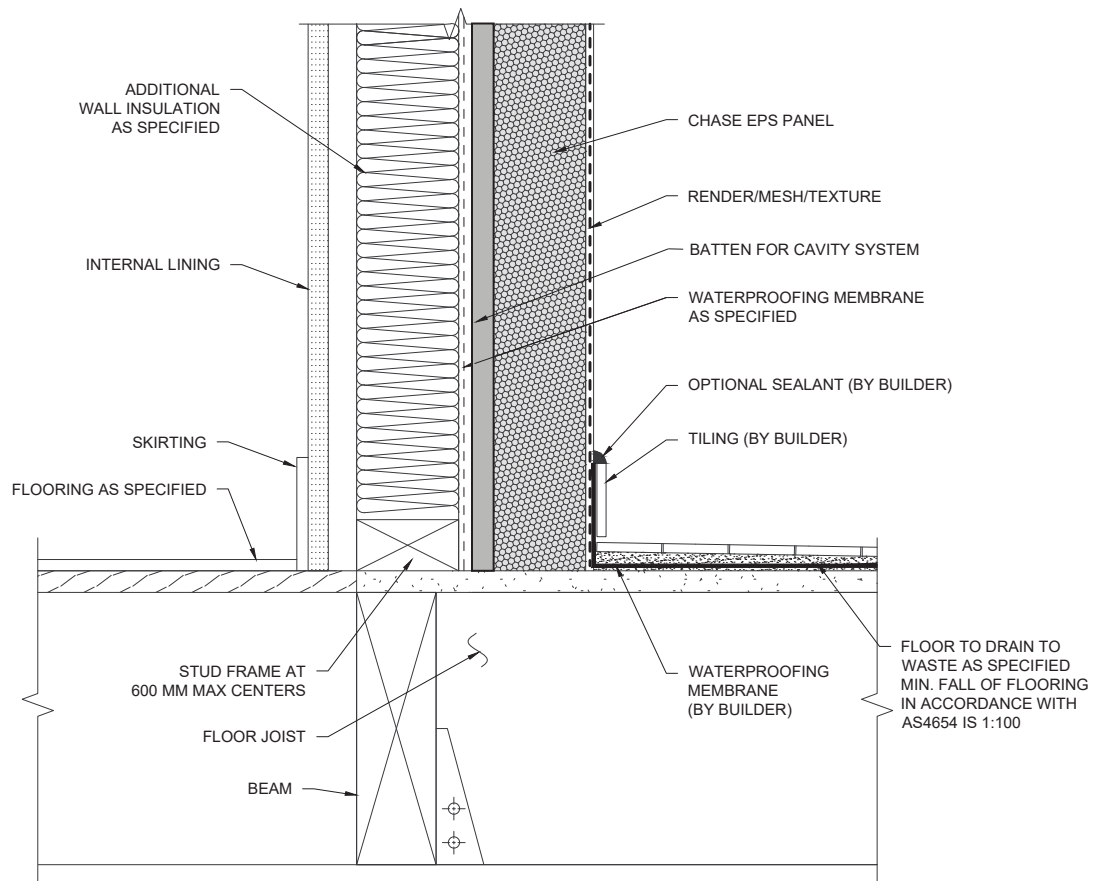 ADDITIONAL
WALL INSULATION
AS SPECIFIED
INTERNAL LINING
SKIRTING
FLOORING AS SPECIFIED
CHASE EPS PANEL
RENDER/MESH/TEXTURE
BATTEN FOR CAVITY SYSTEM
WATERPROOFING MEMBRANE
AS SPECIFIED
OPTIONAL SEALANT (BY BUILDER)
TILING (BY BUILDER)
STUD FRAME AT
600 MM MAX CENTERS
FLOOR JOIST
BEAM
WATERPROOFING
MEMBRANE
(BY BUILDER)
FLOOR TO DRAIN TO
WASTE AS SPECIFIED
MIN. FALL OF FLOORING
IN ACCORDANCE WITH
AS4654 IS 1:100